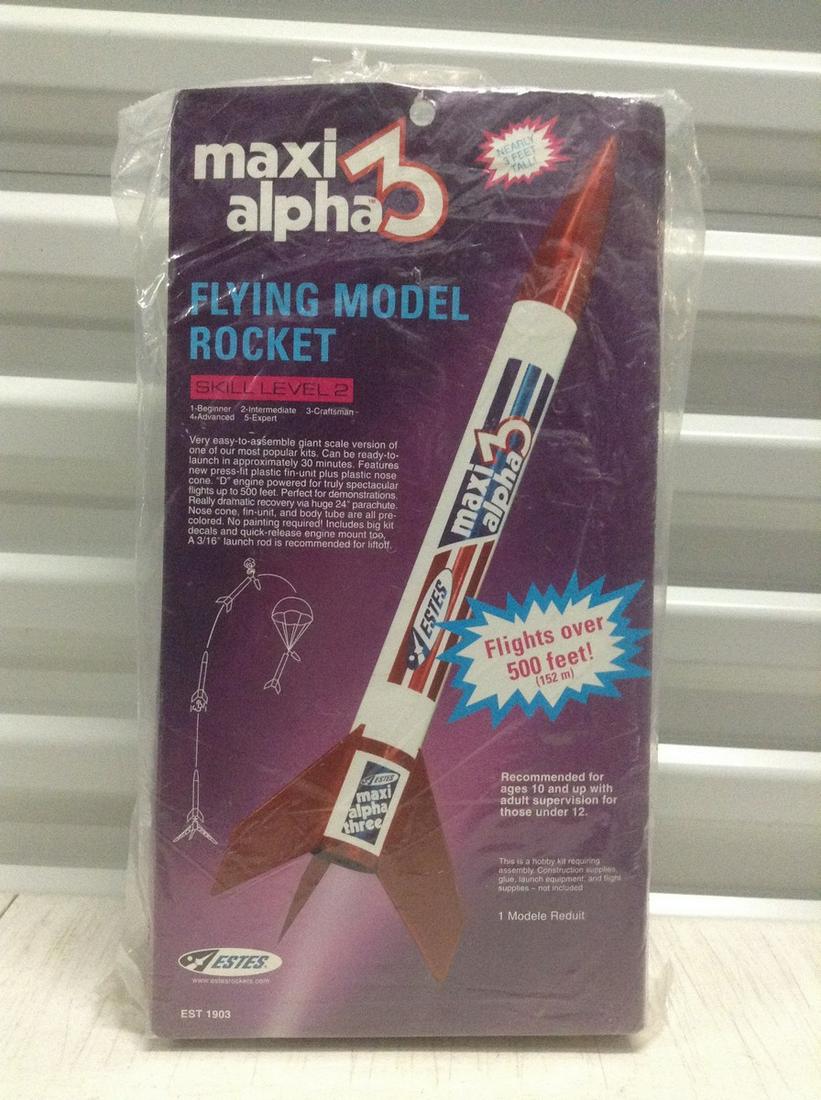 maxi
alpha3™
NEARLY
3 FEET
TALL!
FLYING MODEL
ROCKET
SKILL LEVEL 2
1-Beginner 2-Intermediate 3-Craftsman
4-Advanced 5-Expert
Very easy-to-assemble giant scale version of
one of our most popular kits. Can be ready-to-
launch in approximately 30 minutes. Features
new press-fit plastic fin-unit plus plastic nose
cone. "D" engine powered for truly spectacular
flights up to 500 feet. Perfect for demonstrations.
Really dramatic recovery via huge 24" parachute.
Nose cone, fin-unit, and body tube are all pre-
colored. No painting required! Includes big kit
decals and quick-release engine mount too.
A 3/16" launch rod is recommended for liftoff.
maxi
alpha3
ESTES
Flights over
500 feet!
(152 m)
ESTES
maxi
alpha
three
Recommended for
ages 10 and up with
adult supervision for
those under 12.
This is a hobby kit requiring
assembly. Construction supplies,
glue, launch equipment, and flight
supplies – not included
1 Modele Reduit
ESTES®
www.estesrockets.com
EST 1903